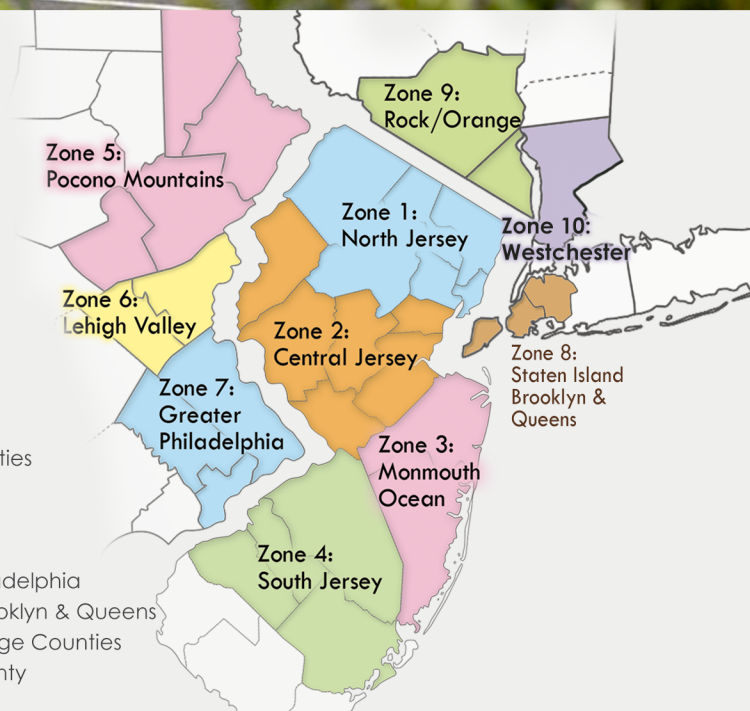 Zone 9:
Rock/Orange
Zone 5:
Pocono Mountains
Zone 1:
North Jersey
Zone 10:
Westchester
Zone 6:
Lehigh Valley
Zone 2:
Central Jersey
Zone 8:
Staten Island
Brooklyn &
Queens
Zone 7:
Greater
Philadelphia
Zone 3:
Monmouth
Ocean
ties
Zone 4:
South Jersey
adelphia
oklyn & Queens
ge Counties
nty